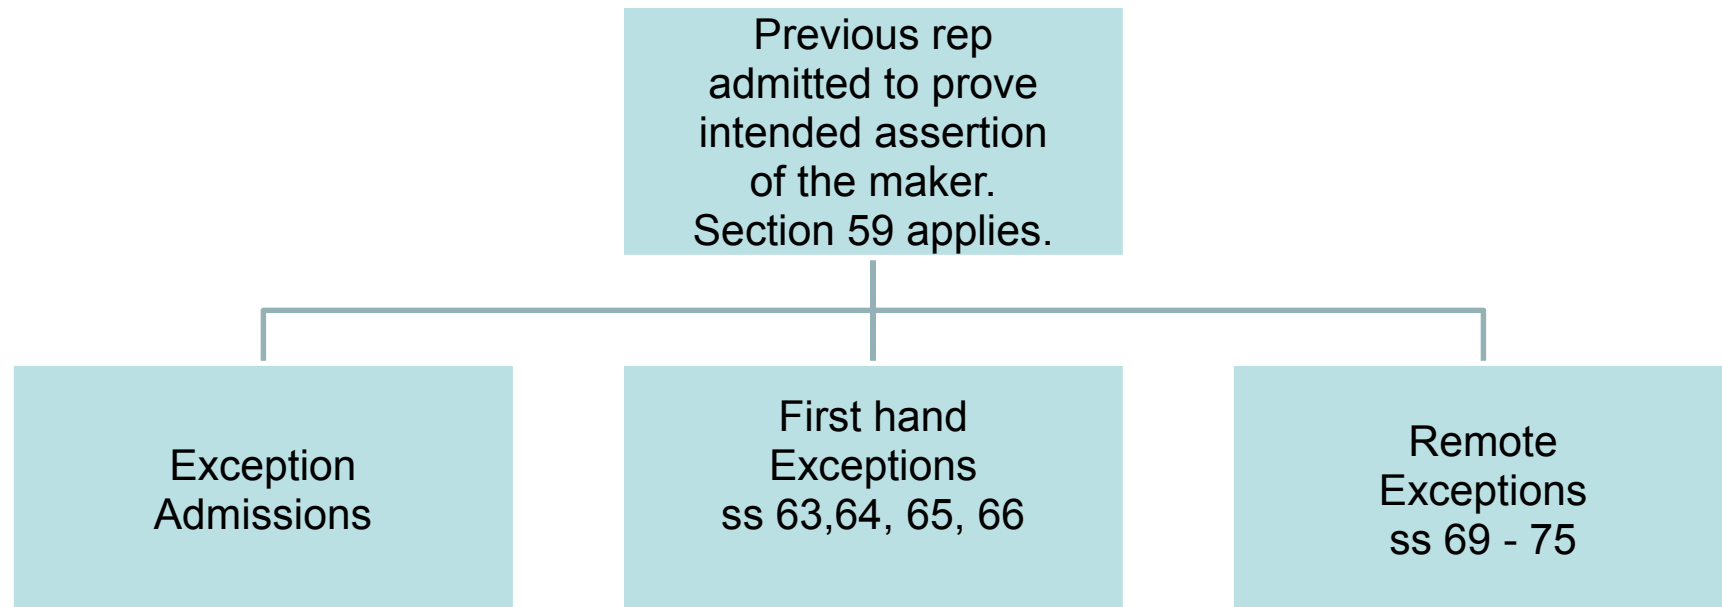 Previous rep
admitted to prove
intended assertion
of the maker.
Section 59 applies.
Exception
Admissions
First hand
Exceptions
ss 63,64, 65, 66
Remote
Exceptions
ss 69 - 75